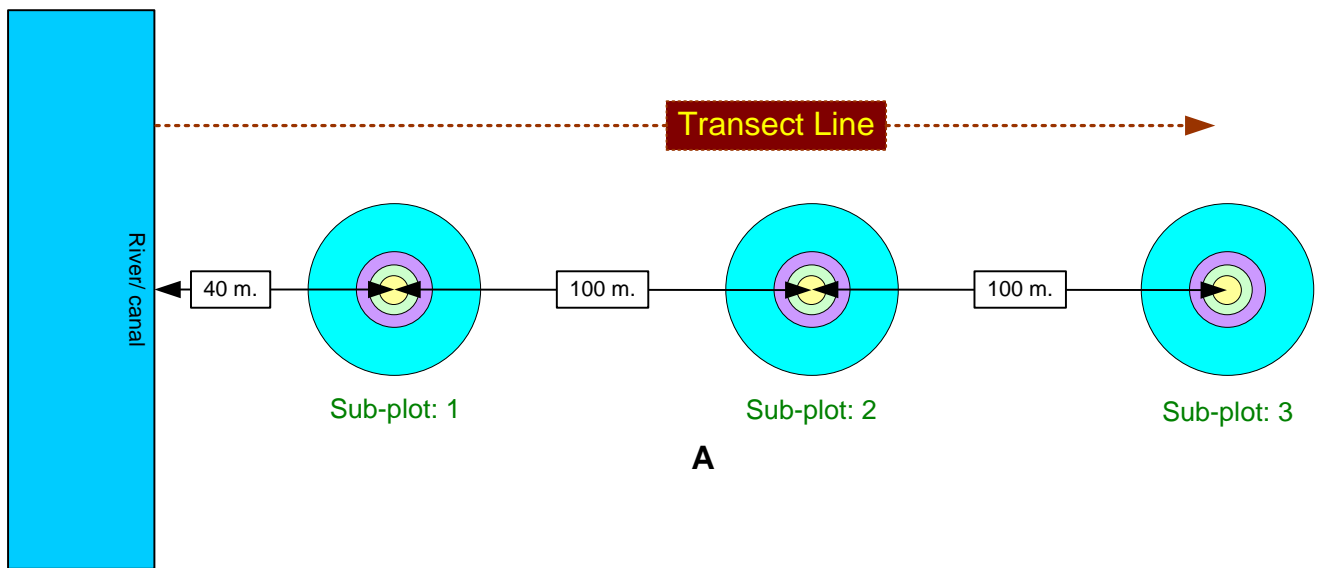 Transect Line
River/ canal
40 m.
100 m.
100 m.
Sub-plot: 1
Sub-plot: 2
Sub-plot: 3
A